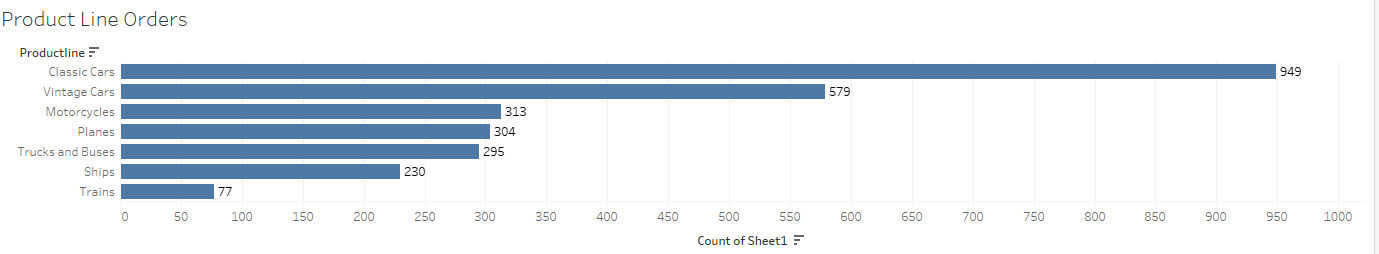 Product Line Orders
Productline
Classic Cars 949
Vintage Cars 579
Motorcycles 313
Planes 304
Trucks and Buses 295
Ships 230
Trains 77
0 50 100 150 200 250 300 350 400 450 500 550 600 650 700 750 800 850 900 950 1000
Count of Sheet1